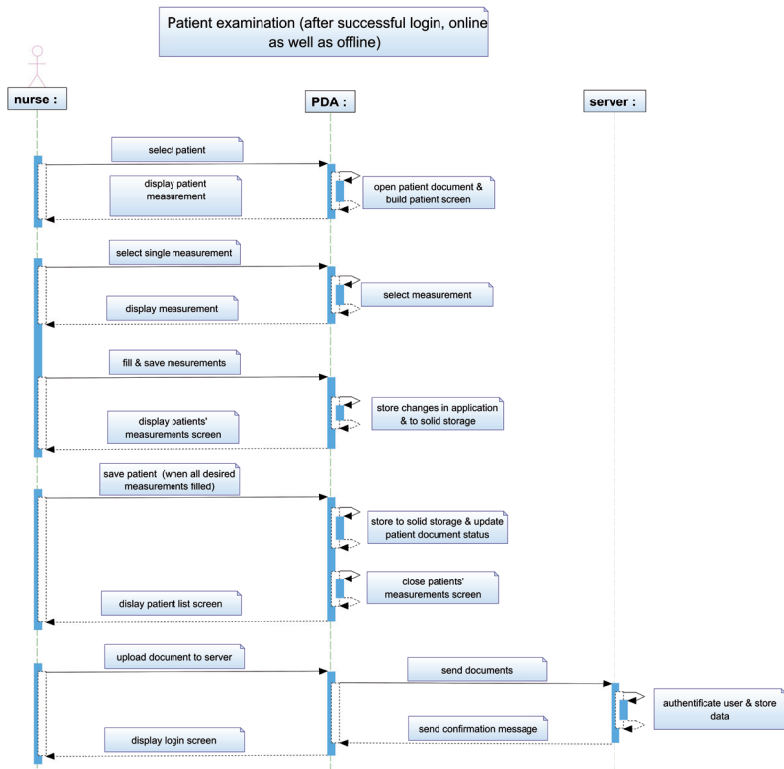 Patient examination (after successful login, online
as well as offline)
nurse :
PDA :
server :
select patient
display patient
measurement
open patient document &
build patient screen
select single measurement
select measurement
display measurement
fill & save mesurements
store changes in application
& to solid storage
display patients'
measurements screen
save patient (when all desired
measurements filled)
store to solid storage & update
patient document status
close patients'
measurements screen
dislay patient list screen
upload document to server
send documents
authentificate user & store
data
send confirmation message
display login screen